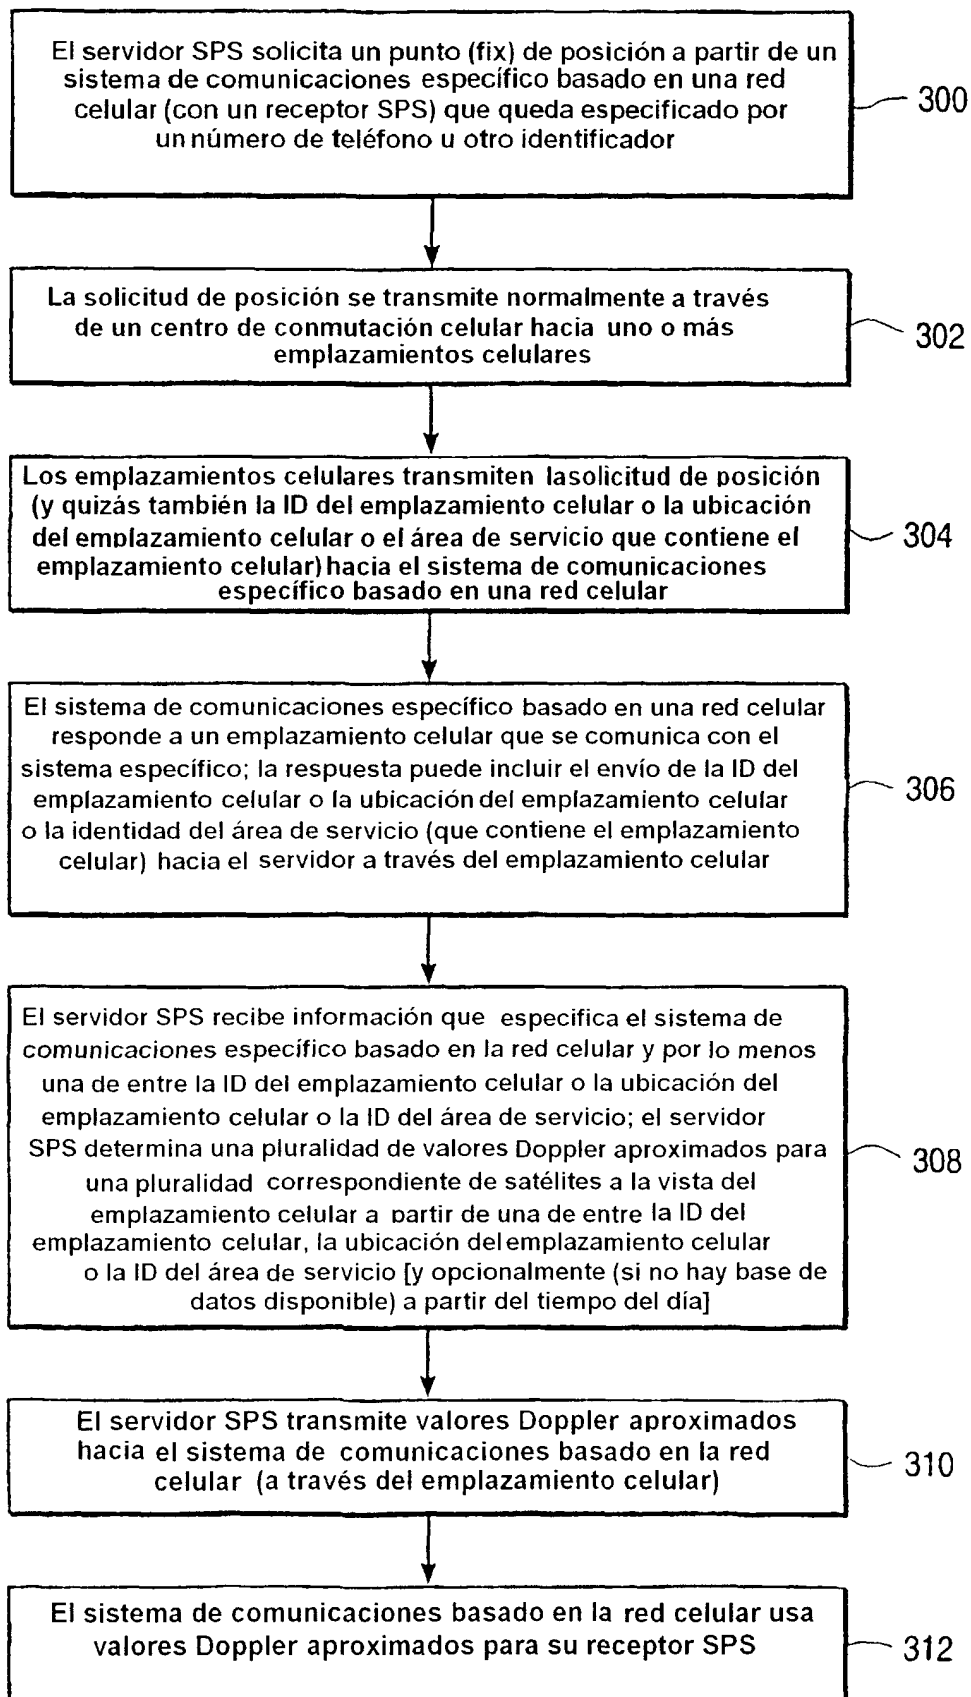 El servidor SPS solicita un punto (fix) de posición a partir de un
sistema de comunicaciones específico basado en una red
celular (con un receptor SPS) que queda especificado por
un número de teléfono u otro identificador
300
La solicitud de posición se transmite normalmente a través
de un centro de conmutación celular hacia uno o más
emplazamientos celulares
302
Los emplazamientos celulares transmiten lasolicitud de posición
(y quizás también la ID del emplazamiento celular o la ubicación
del emplazamiento celular o el área de servicio que contiene el
emplazamiento celular) hacia el sistema de comunicaciones
específico basado en una red celular
304
El sistema de comunicaciones específico basado en una red celular
responde a un emplazamiento celular que se comunica con el
sistema específico; la respuesta puede incluir el envío de la ID del
emplazamiento celular o la ubicación del emplazamiento celular
o la identidad del área de servicio (que contiene el emplazamiento
celular) hacia el servidor a través del emplazamiento celular
306
El servidor SPS recibe información que especifica el sistema de
comunicaciones específico basado en la red celular y por lo menos
una de entre la ID del emplazamiento celular o la ubicación del
emplazamiento celular o la ID del área de servicio; el servidor
SPS determina una pluralidad de valores Doppler aproximados para
una pluralidad correspondiente de satélites a la vista del
emplazamiento celular a partir de una de entre la ID del
emplazamiento celular, la ubicación del emplazamiento celular
o la ID del área de servicio [y opcionalmente (si no hay base de
datos disponible) a partir del tiempo del día]
308
El servidor SPS transmite valores Doppler aproximados
hacia el sistema de comunicaciones basado en la red
celular (a través del emplazamiento celular)
310
El sistema de comunicaciones basado en la red celular usa
valores Doppler aproximados para su receptor SPS
312